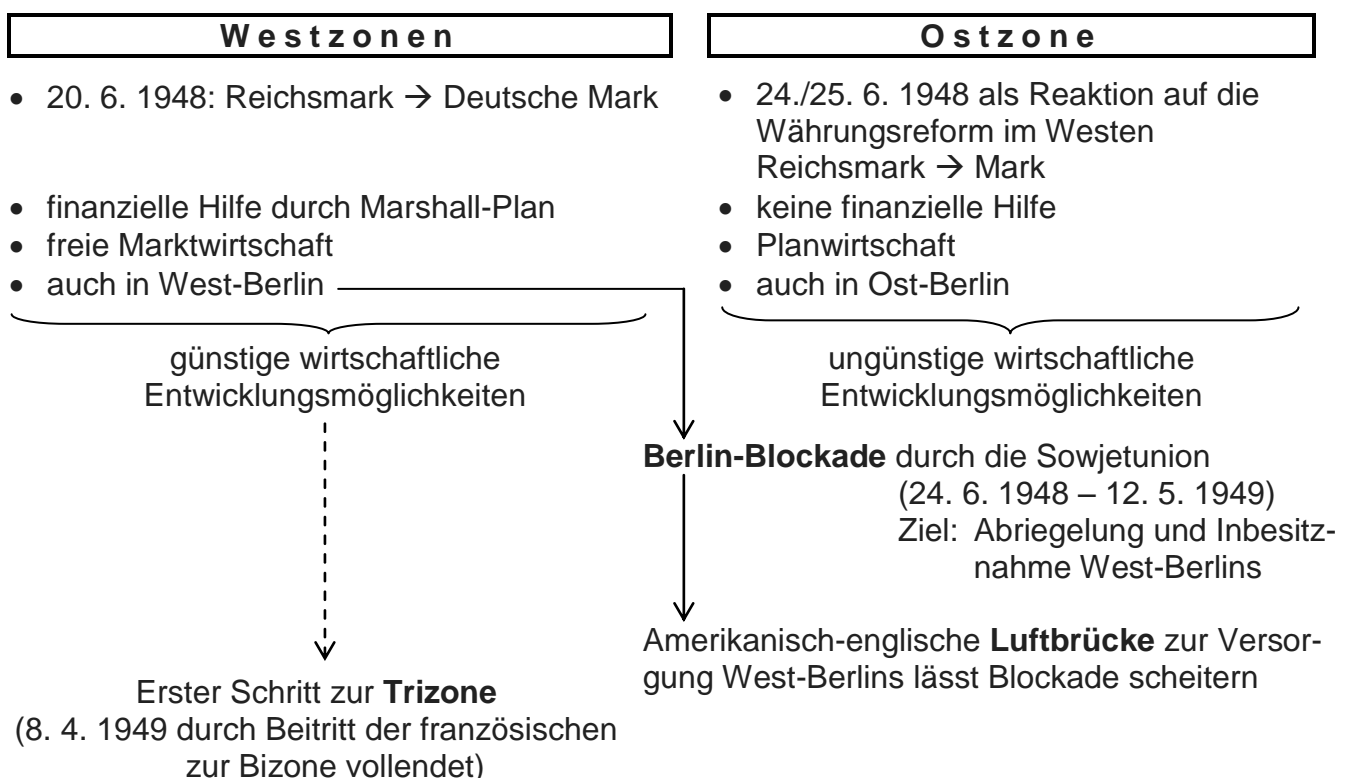 Westzonen
• 20. 6. 1948: Reichsmark → Deutsche Mark
• finanzielle Hilfe durch Marshall-Plan
• freie Marktwirtschaft
• auch in West-Berlin
günstige wirtschaftliche
Entwicklungsmöglichkeiten
Ostzone
• 24./25. 6. 1948 als Reaktion auf die
Währungsreform im Westen
Reichsmark → Mark
• keine finanzielle Hilfe
• Planwirtschaft
• auch in Ost-Berlin
ungünstige wirtschaftliche
Entwicklungsmöglichkeiten
Berlin-Blockade durch die Sowjetunion
(24. 6. 1948 – 12. 5. 1949)
Ziel: Abriegelung und Inbesitz-
nahme West-Berlins
Amerikanisch-englische Luftbrücke zur Versor-
gung West-Berlins lässt Blockade scheitern
Erster Schritt zur Trizone
(8. 4. 1949 durch Beitritt der französischen
zur Bizone vollendet)